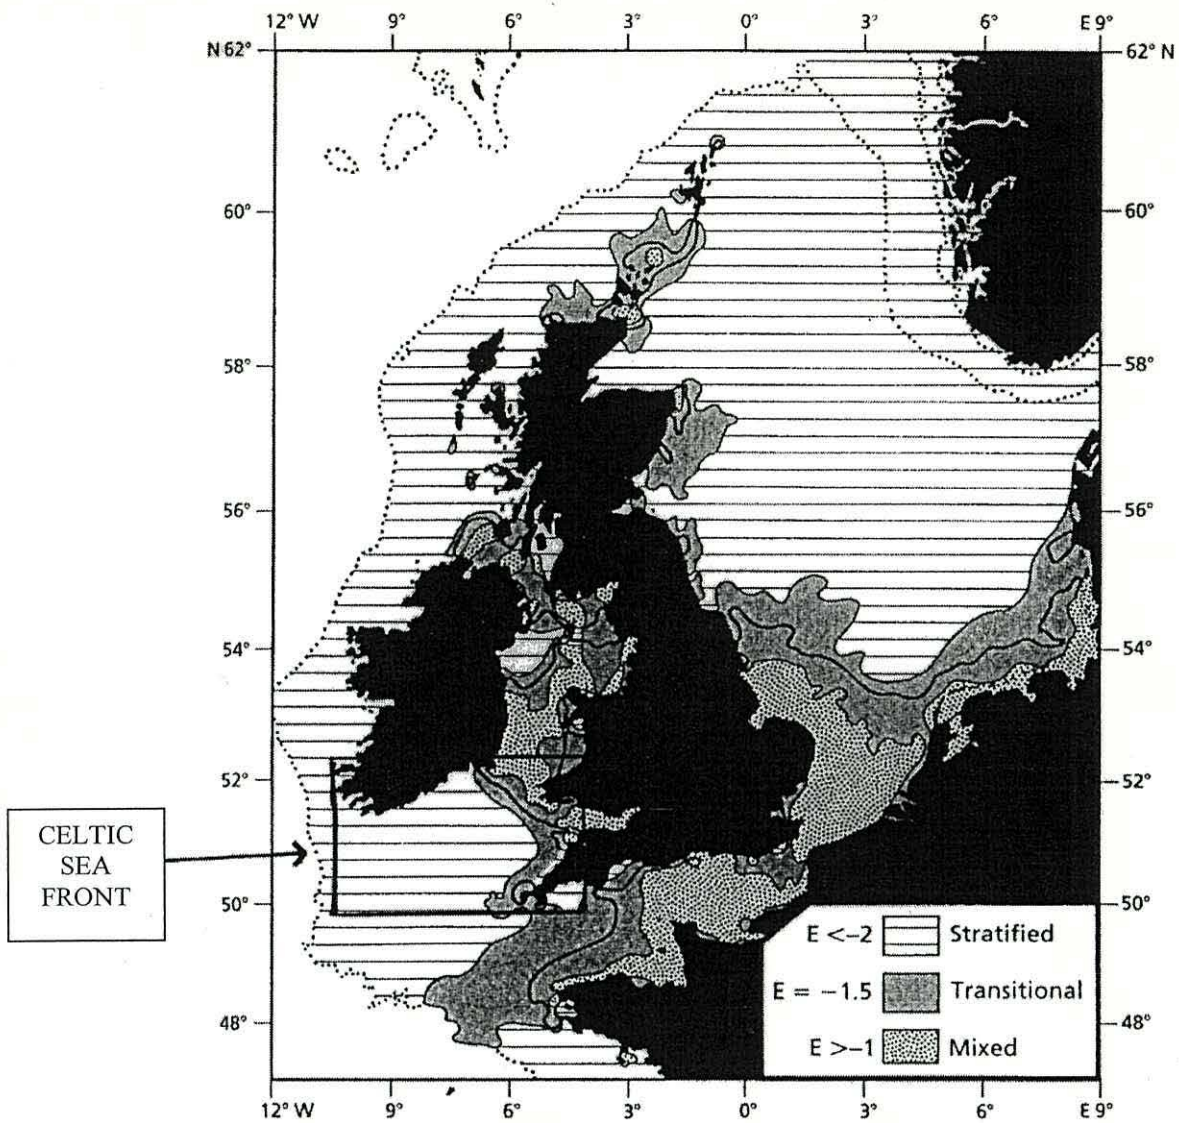 12° W 9° 6° 3° 0° 3° 6° E 9°
N 62° 62° N
60° 60°
58° 58°
56° 56°
54° 54°
52° 52°
CELTIC
SEA
FRONT
50° 50°
E <-2 Stratified
E = -1.5 Transitional
48° 48°
E >-1 Mixed
12° W 9° 6° 3° 0° 3° 6° E 9°